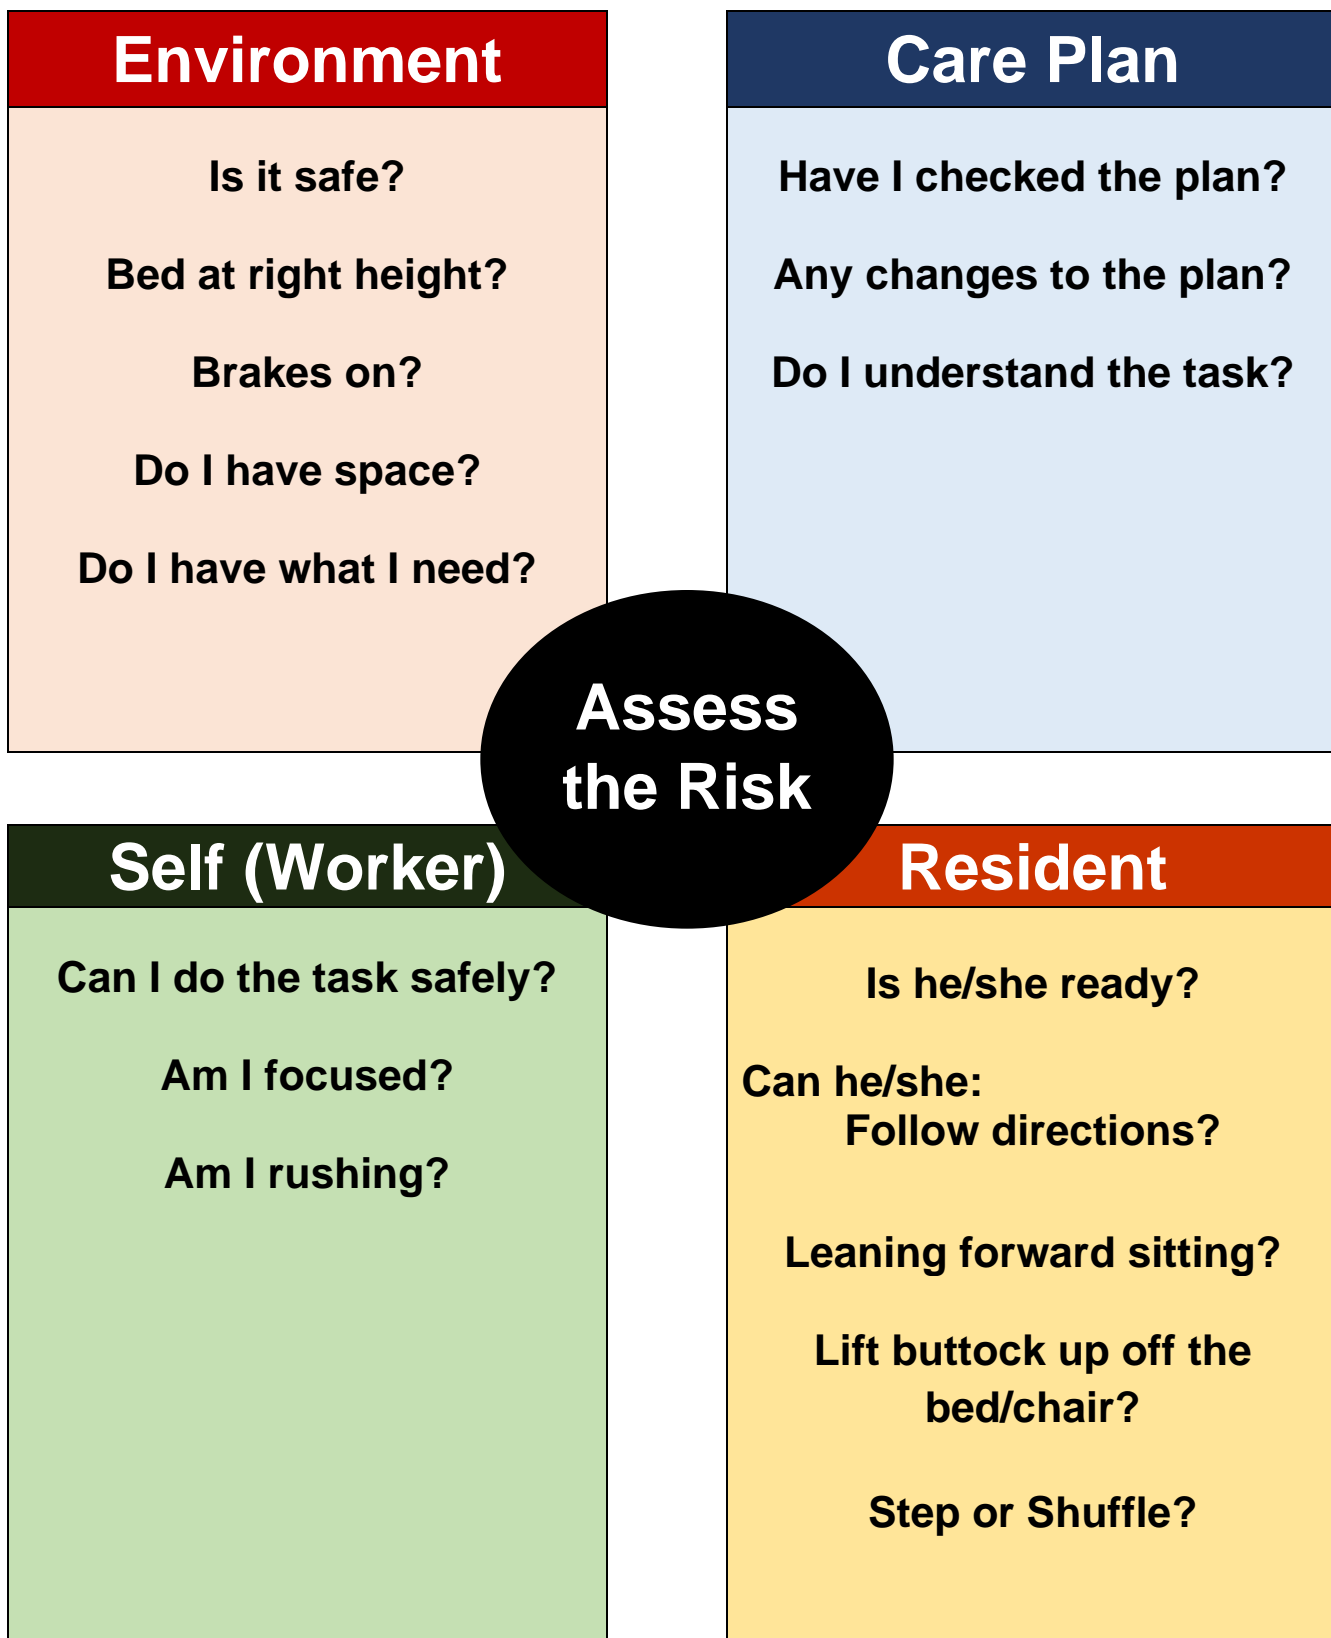 Environment
Is it safe?
Bed at right height?
Brakes on?
Do I have space?
Do I have what I need?
Care Plan
Have I checked the plan?
Any changes to the plan?
Do I understand the task?
Assess
the Risk
Self (Worker)
Can I do the task safely?
Am I focused?
Am I rushing?
Resident
Is he/she ready?
Can he/she:
Follow directions?
Leaning forward sitting?
Lift buttock up off the
bed/chair?
Step or Shuffle?